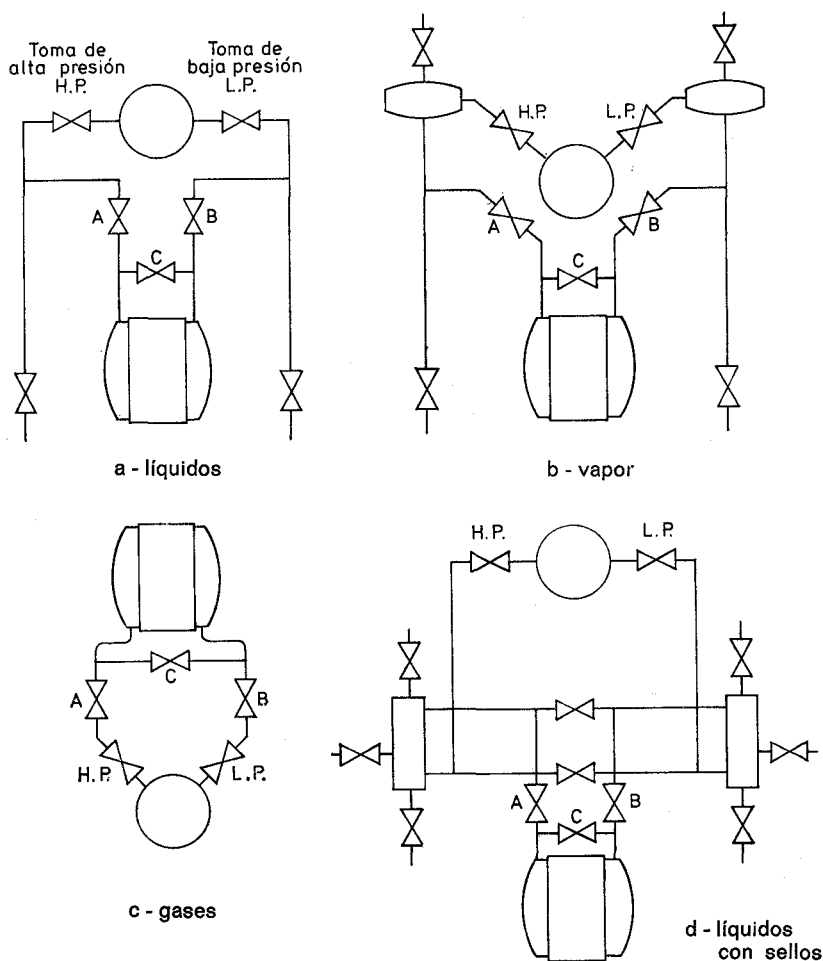 Toma de
alta presión
H.P.
Toma de
baja presión
L.P.
A
B
C
a - líquidos
H.P.
L.P.
A
B
C
b - vapor
C
A
B
H.P.
L.P.
c - gases
H.P.
L.P.
A
B
C
d - líquidos
con sellos